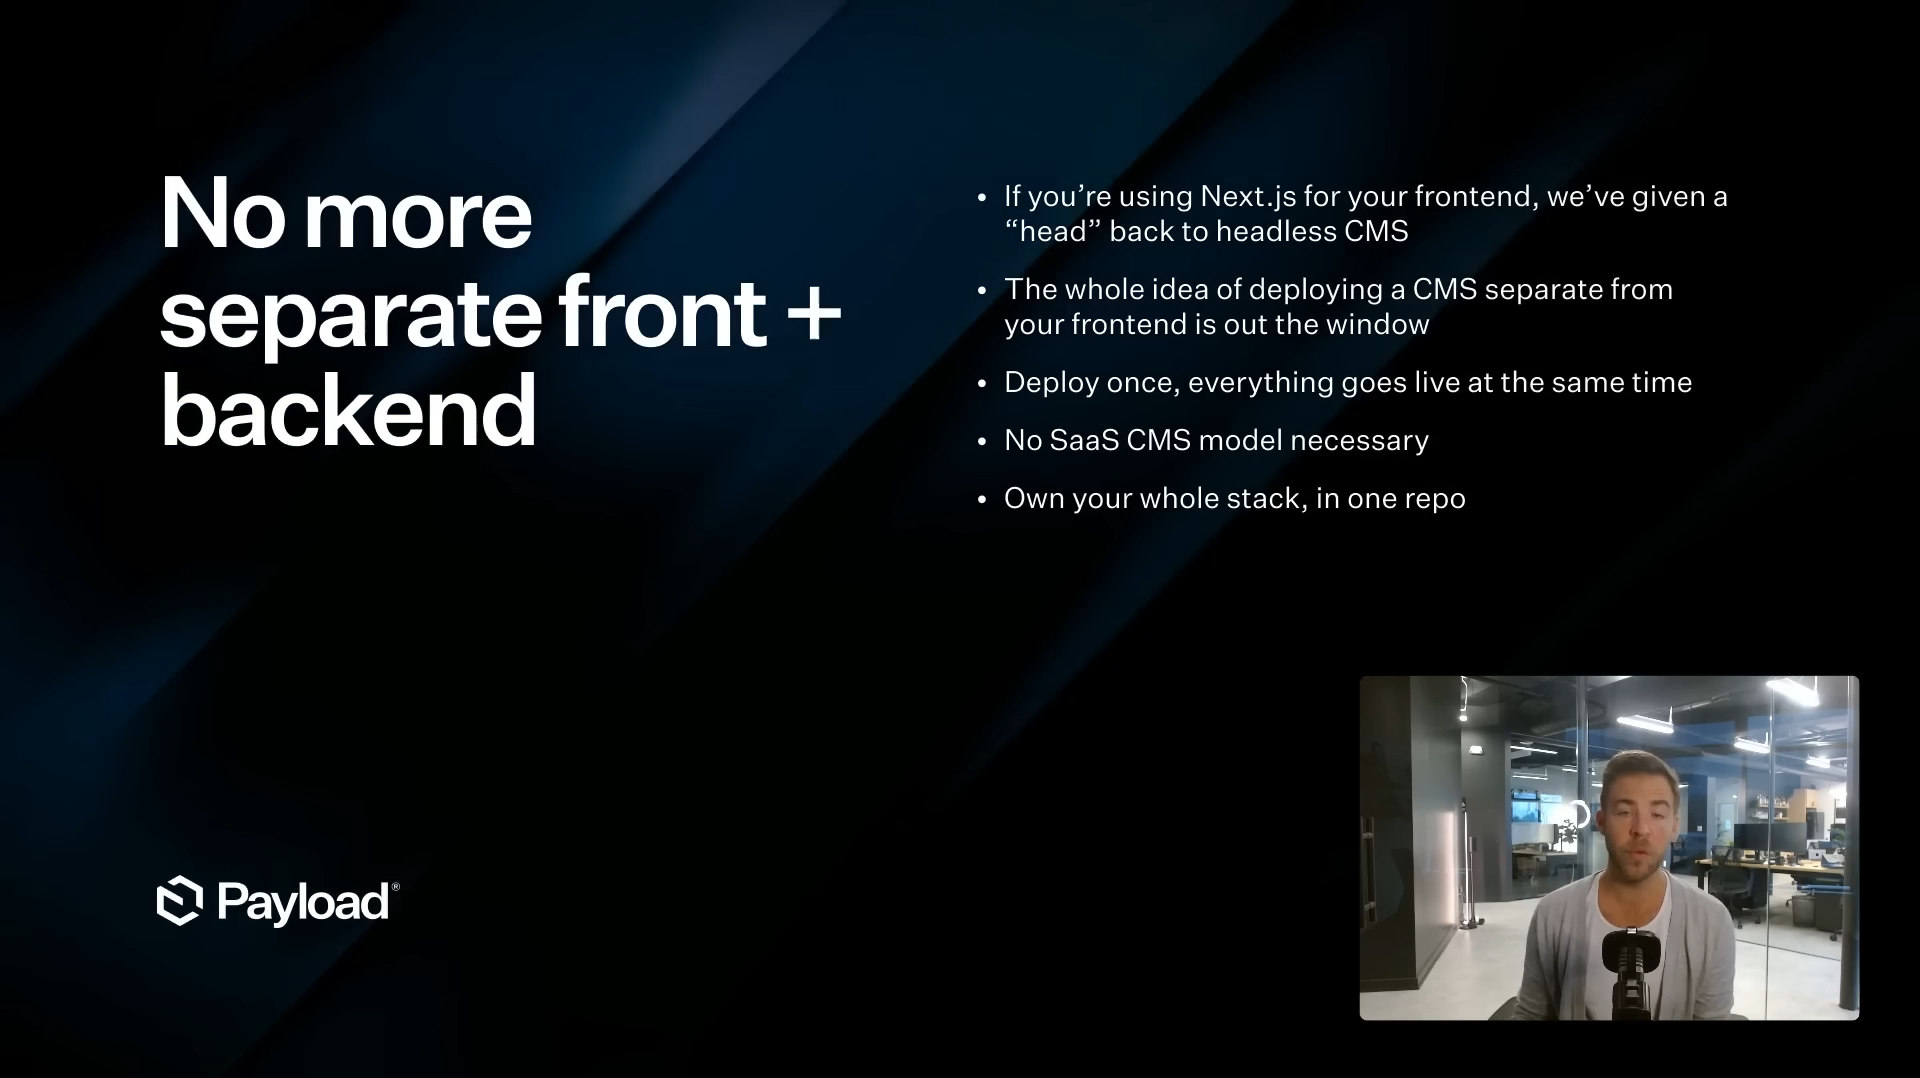 No more
separate front +
backend
• If you’re using Next.js for your frontend, we’ve given a
“head” back to headless CMS
• The whole idea of deploying a CMS separate from
your frontend is out the window
• Deploy once, everything goes live at the same time
• No SaaS CMS model necessary
• Own your whole stack, in one repo
Payload®